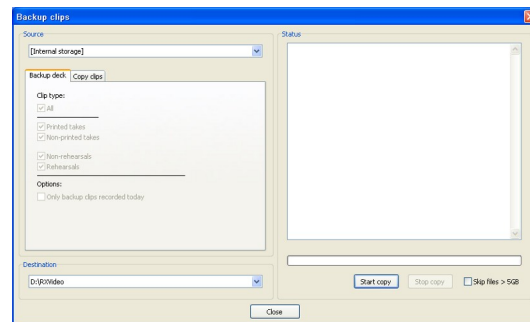 Backup clips
Source
[Internal storage]
Backup deck
Copy clips
Clip type:
All
Printed takes
Non-printed takes
Non-rehearsals
Rehearsals
Options:
Only backup clips recorded today
Destination
D:\RXVideo
Status
Start copy
Stop copy
Skip files > 5GB
Close